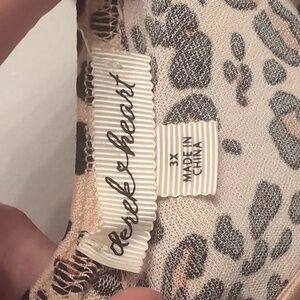 derek heart
3X
MADE IN
CHINA